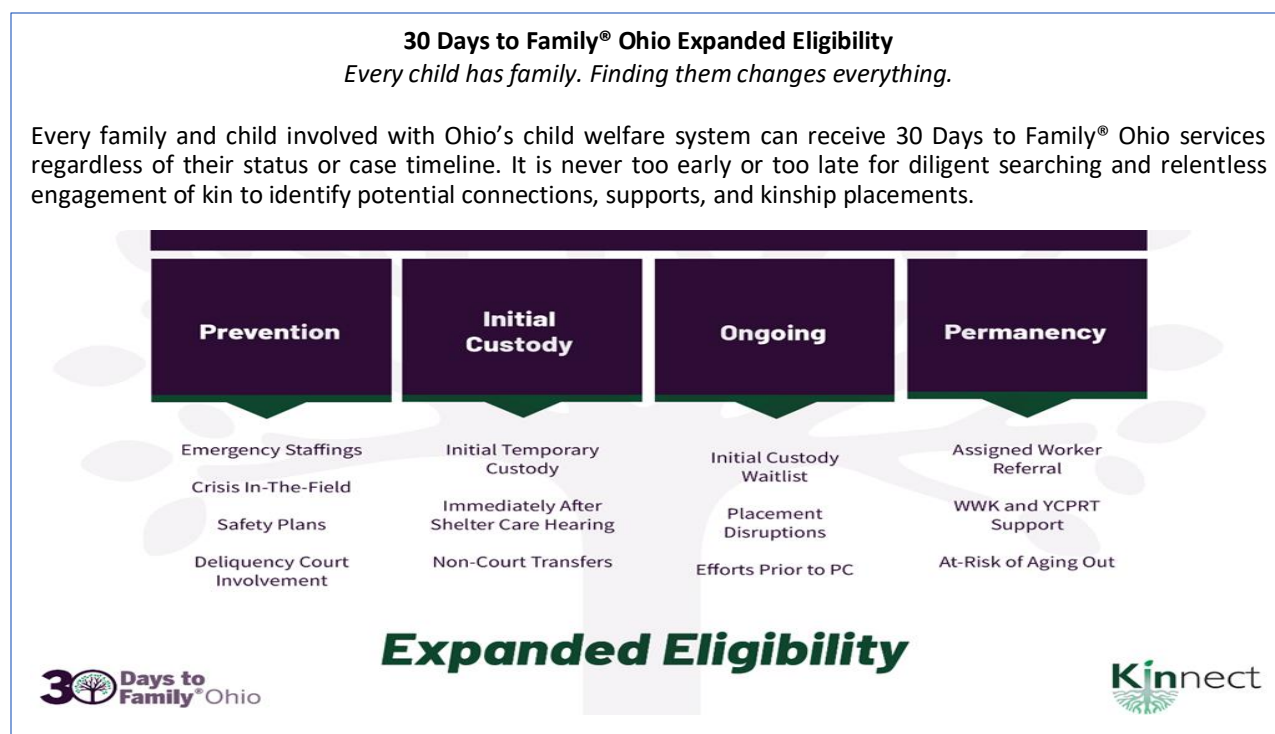 30 Days to Family® Ohio Expanded Eligibility
Every child has family. Finding them changes everything.
Every family and child involved with Ohio’s child welfare system can receive 30 Days to Family® Ohio services
regardless of their status or case timeline. It is never too early or too late for diligent searching and relentless
engagement of kin to identify potential connections, supports, and kinship placements.
Prevention
Emergency Staffings
Crisis In-The-Field
Safety Plans
Deliquency Court
Involvement
Initial
Custody
Initial Temporary
Custody
Immediately After
Shelter Care Hearing
Non-Court Transfers
Ongoing
Initial Custody
Waitlist
Placement
Disruptions
Efforts Prior to PC
Permanency
Assigned Worker
Referral
WWK and YCPRT
Support
At-Risk of Aging Out
Expanded Eligibility
30 Days to
Family® Ohio
Kinnect